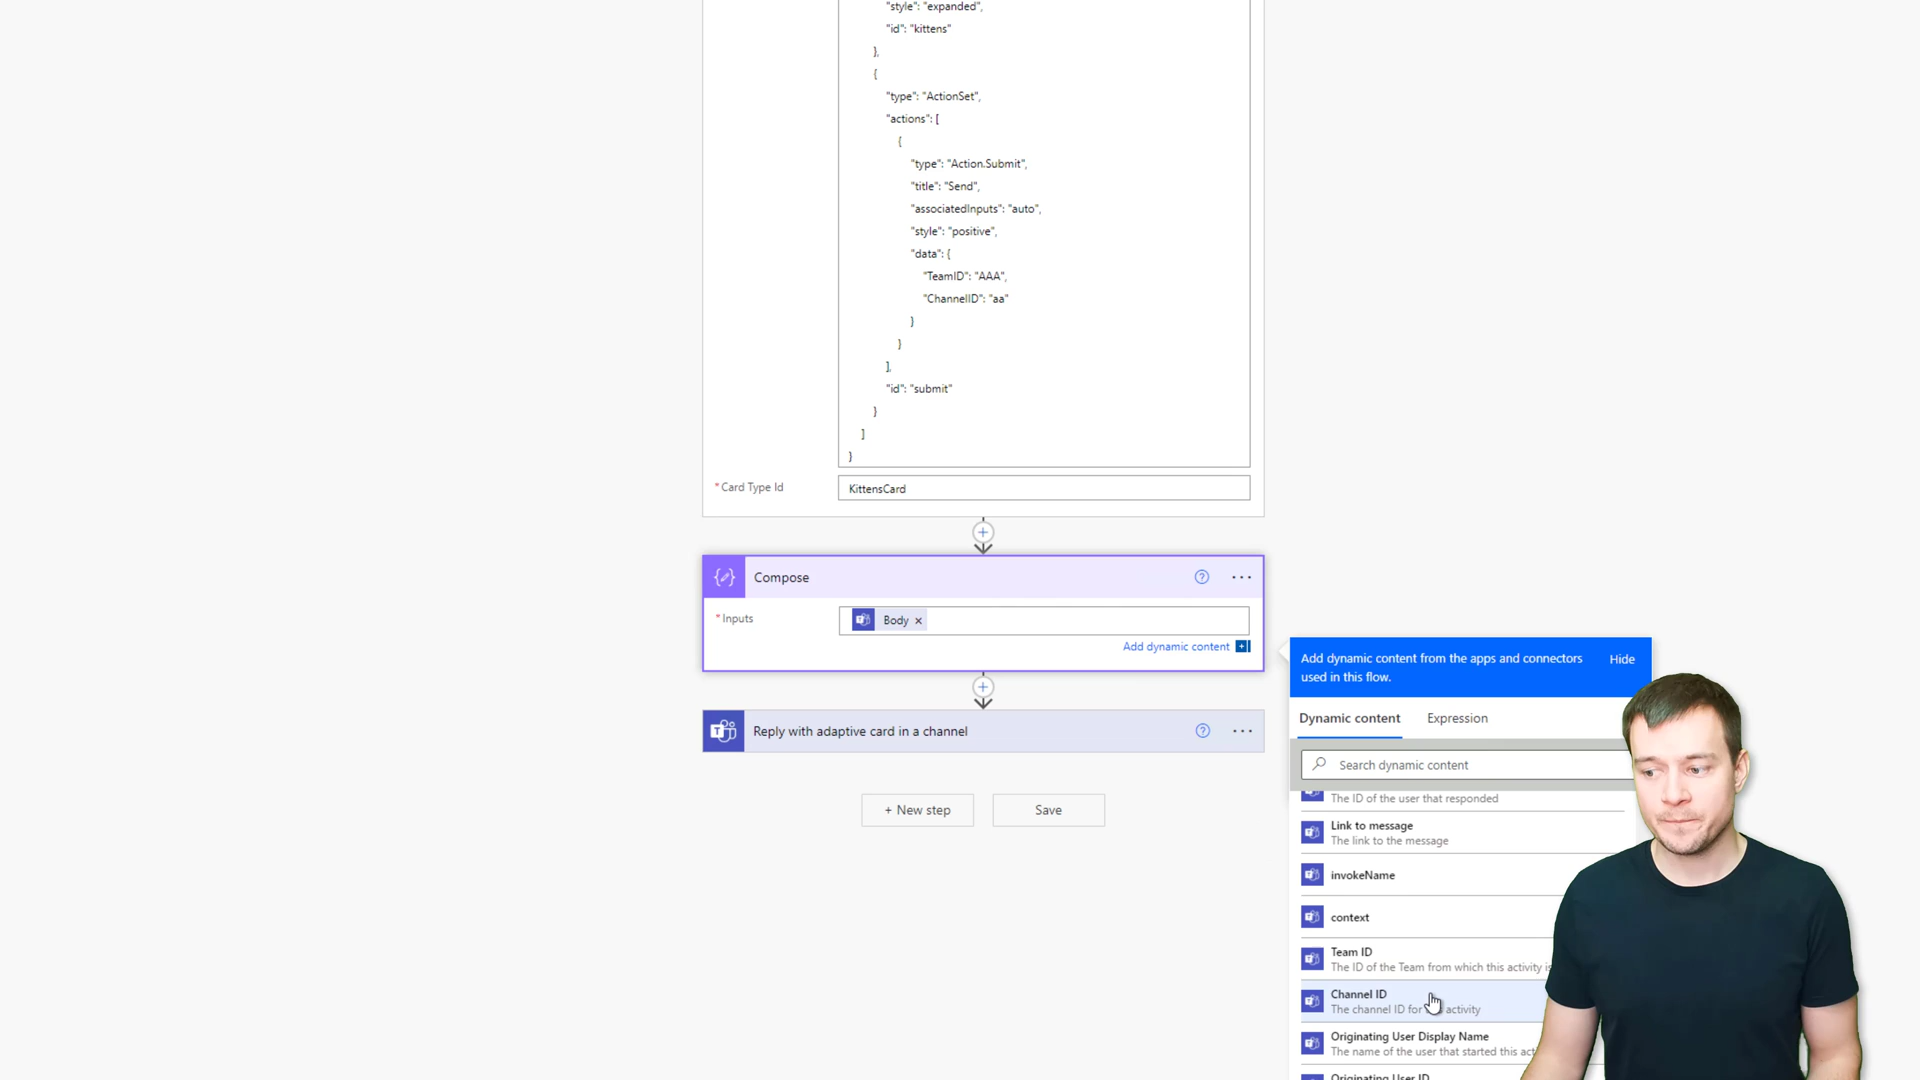 "style": "expanded",
"id": "kittens"
},
{
"type": "ActionSet",
"actions": [
{
"type": "Action.Submit",
"title": "Send",
"associatedInputs": "auto",
"style": "positive",
"data": {
"TeamID": "AAA",
"ChannelID": "aa"
}
}
],
"id": "submit"
}
]
}
* Card Type Id
KittensCard
Compose
* Inputs
Body
Add dynamic content
Reply with adaptive card in a channel
+ New step
Save
Add dynamic content from the apps and connectors
used in this flow.
Hide
Dynamic content
Expression
Search dynamic content
The ID of the user that responded
Link to message
The link to the message
invokeName
context
Team ID
The ID of the Team from which this activity
Channel ID
The channel ID for activity
Originating User Display Name
The name of the user that started this
Originating User ID